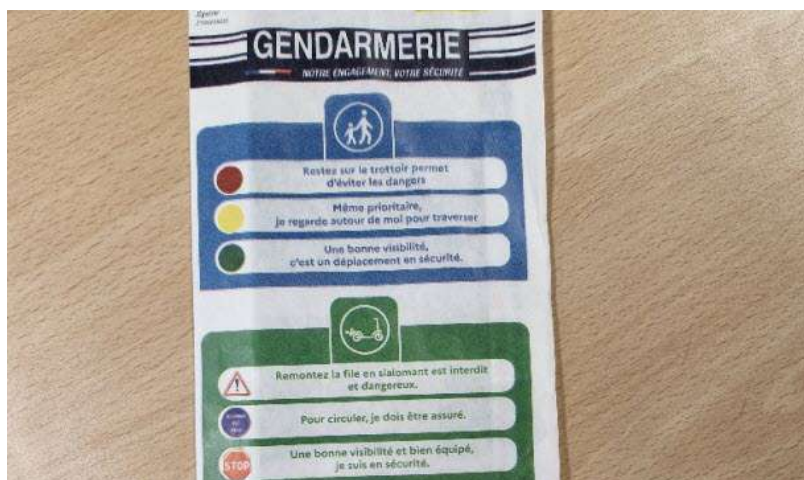 GENDARMERIE
NOTRE ENGAGEMENT, VOTRE SÉCURITÉ
Restez sur le trottoir permet
d'éviter les dangers
Même prioritaire,
je regarde autour de moi pour traverser
Une bonne visibilité,
c'est un déplacement en sécurité.
Remontez la file en slalomant est interdit
et dangereux.
Pour circuler, je dois être assuré.
Une bonne visibilité et bien équipé,
STOP
je suis en sécurité.